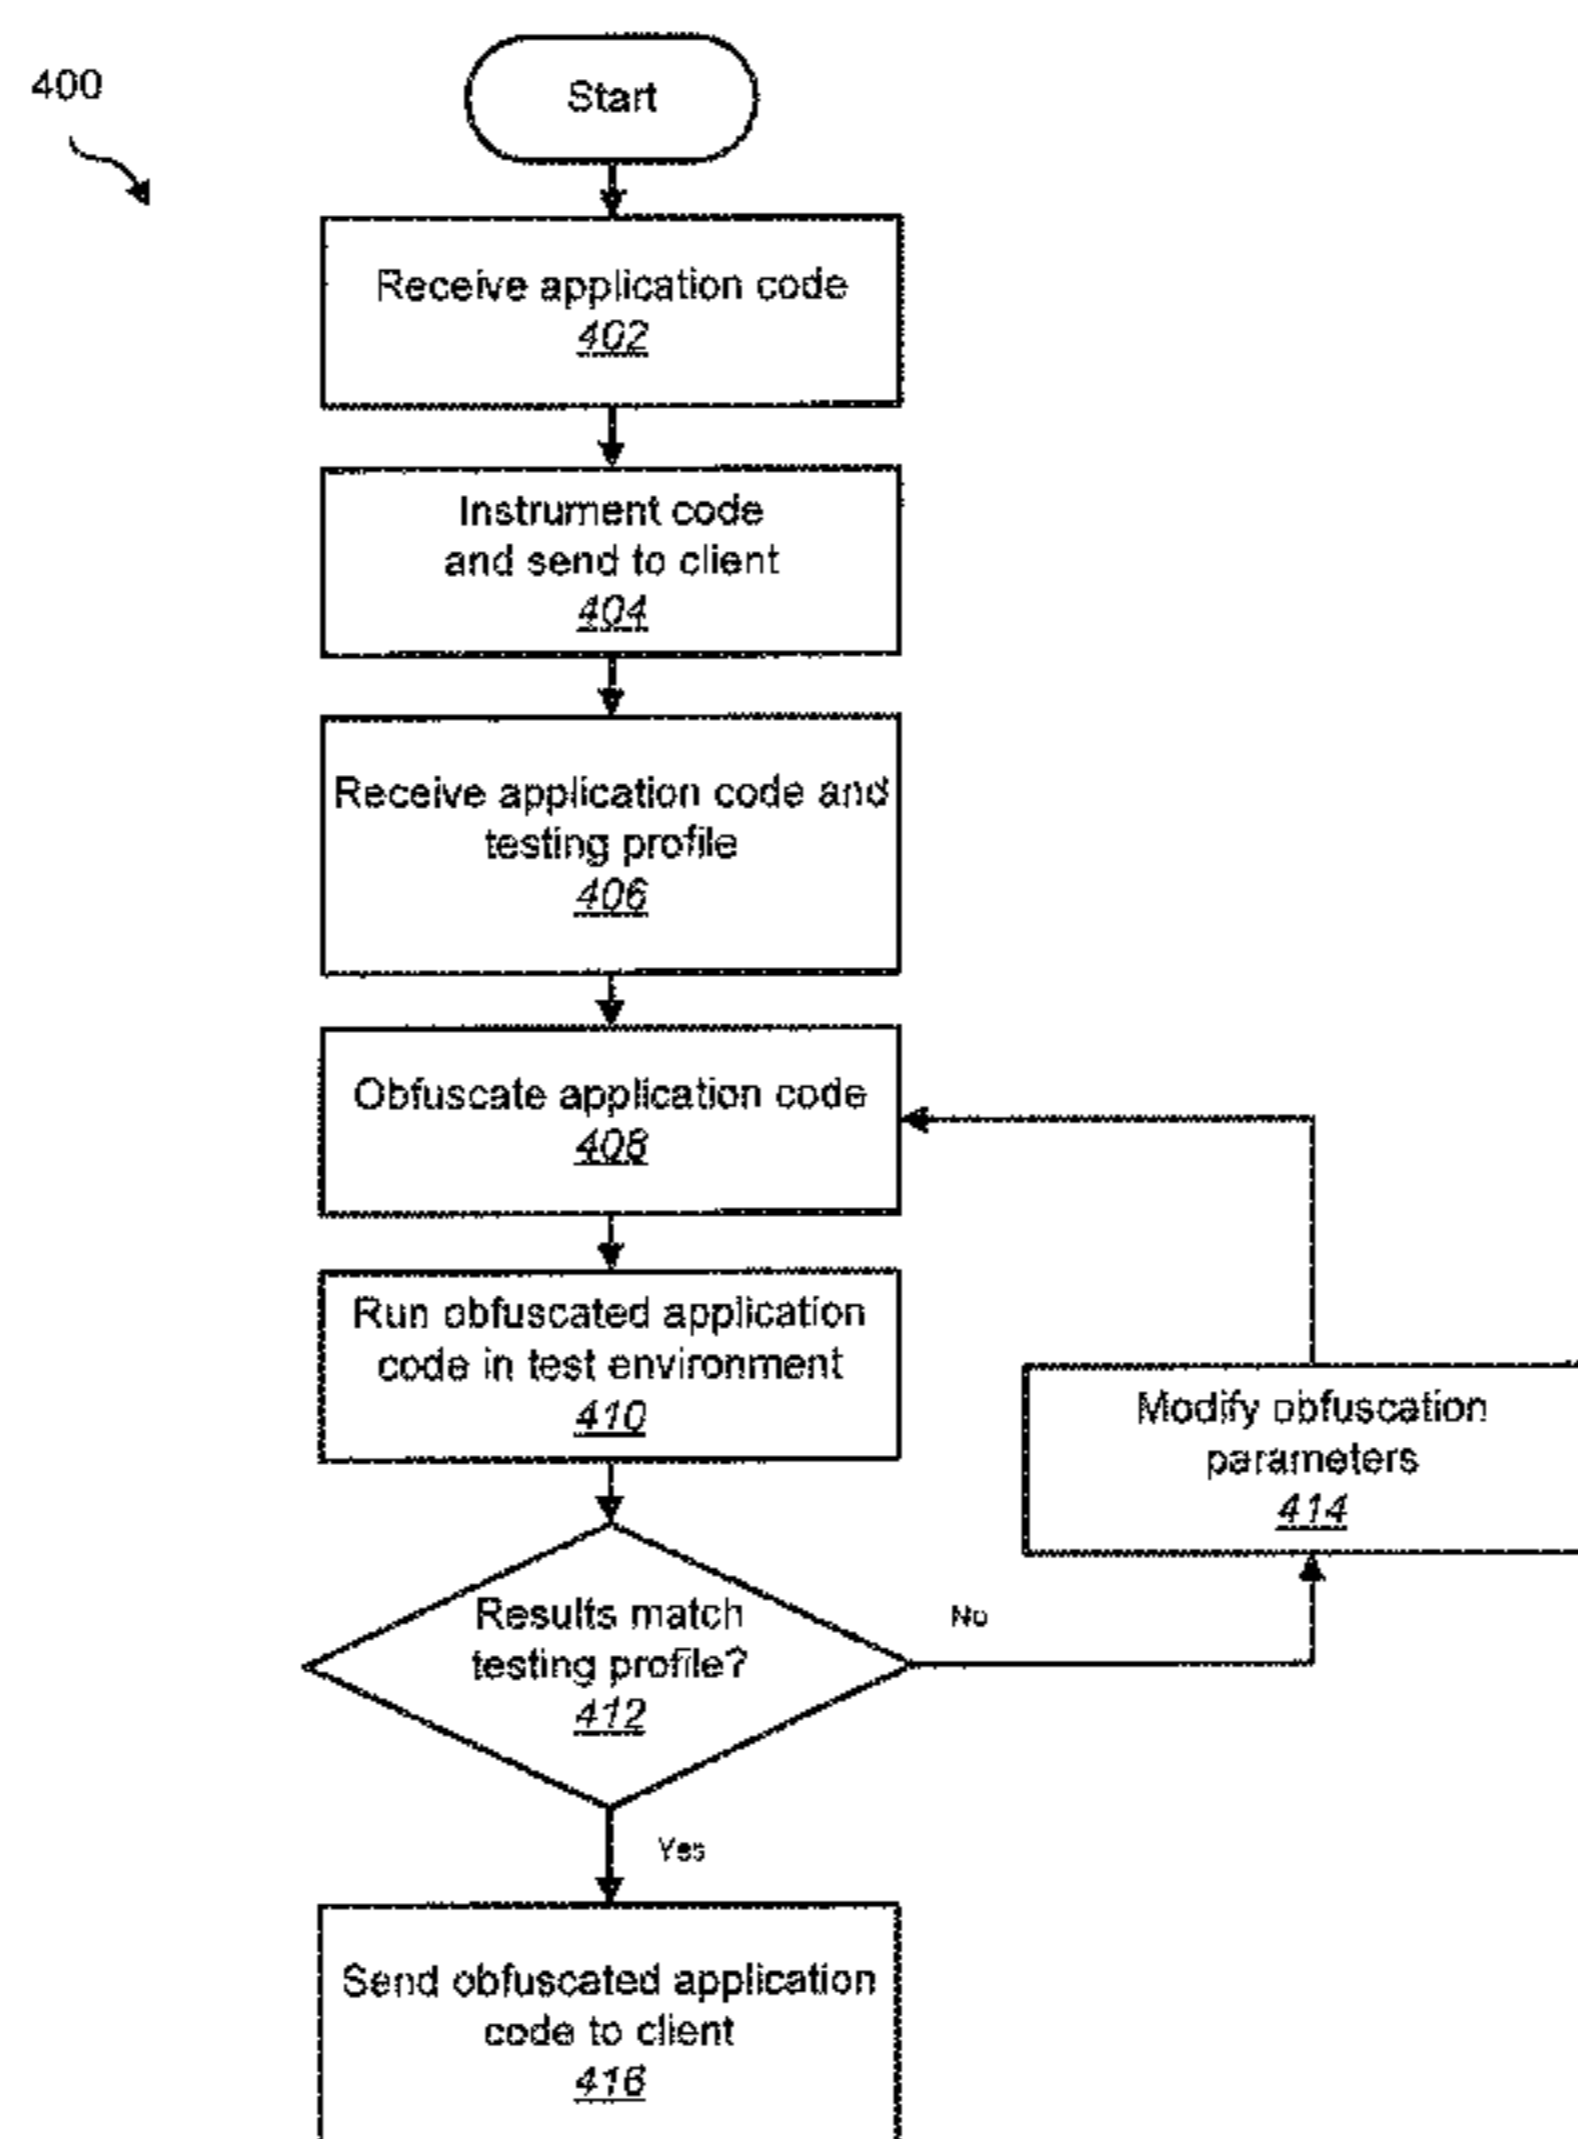 400
Start
Receive application code
402
Instrument code
and send to client
404
Receive application code and
testing profile
406
Obfuscate application code
408
Run obfuscated application
code in test environment
410
Modify obfuscation
parameters
414
Results match
testing profile?
412
No
Yes
Send obfuscated application
code to client
416